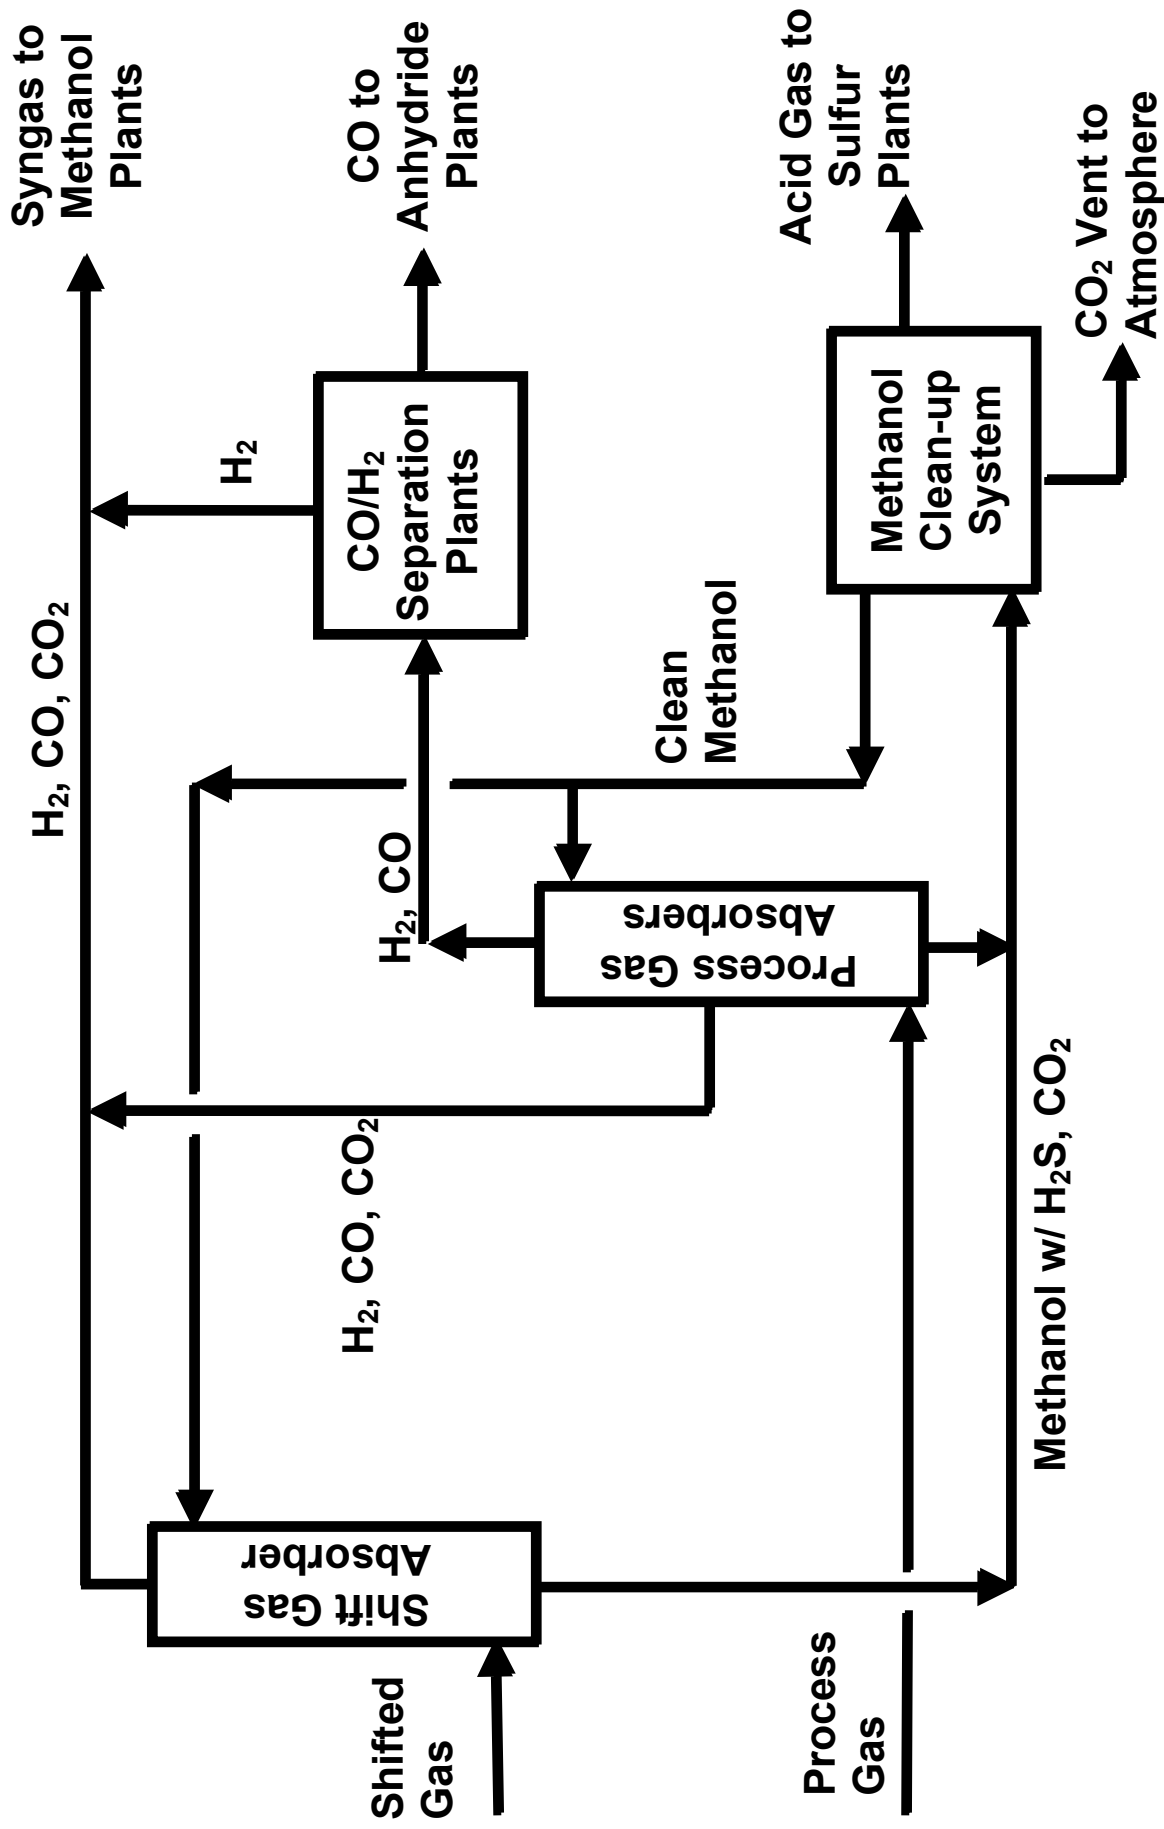 H₂, CO, CO₂
Syngas to
Methanol
Plants
H₂
CO to
Anhydride
Plants
CO/H₂
Separation
Plants
H₂, CO
H₂, CO, CO₂
Shift Gas
Absorber
Shifted
Gas
Process Gas
Absorbers
Clean
Methanol
Acid Gas to
Sulfur
Plants
Methanol
Clean-up
System
Process
Gas
Methanol w/ H₂S, CO₂
CO₂ Vent to
Atmosphere